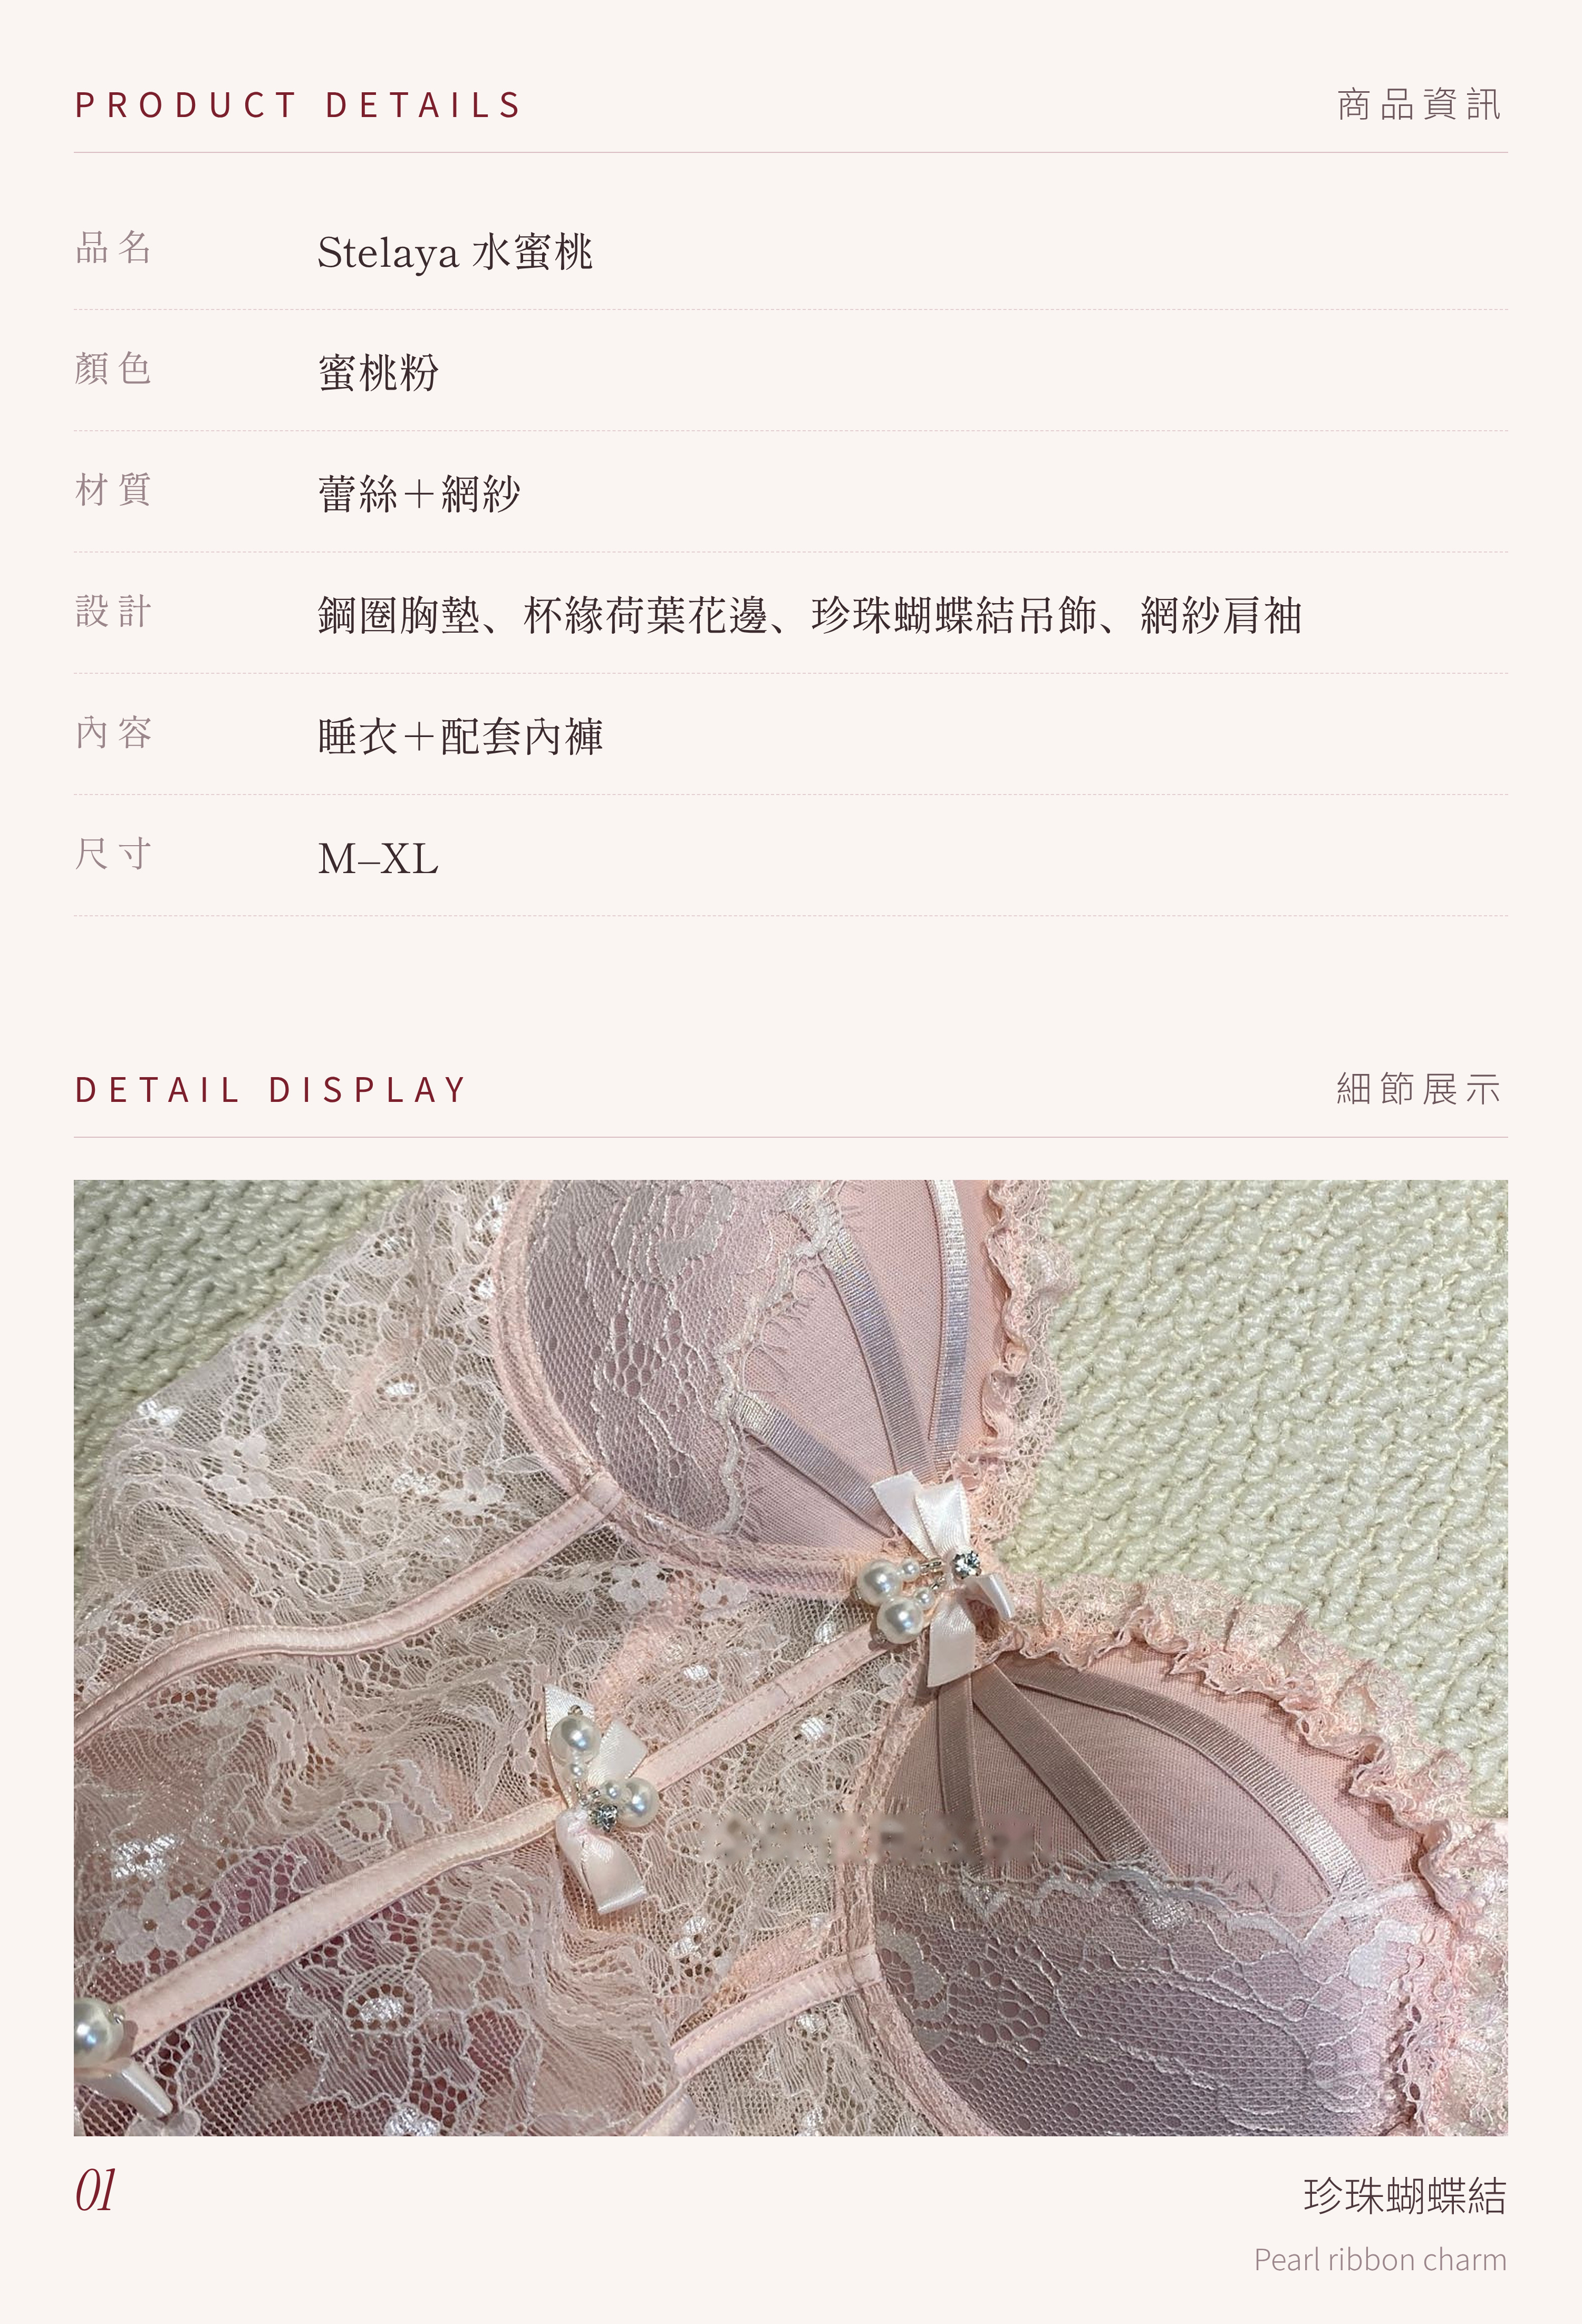 PRODUCT DETAILS 商品資訊
品名 Stelaya 水蜜桃
顏色 蜜桃粉
材質 蕾絲＋網紗
設計 鋼圈胸墊、杯緣荷葉花邊、珍珠蝴蝶結吊飾、網紗肩袖
內容 睡衣＋配套內褲
尺寸 M–XL
DETAIL DISPLAY 細節展示
01 珍珠蝴蝶結
Pearl ribbon charm